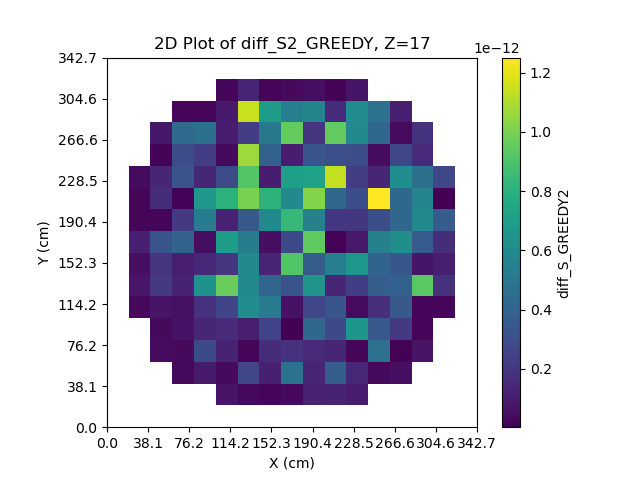 2D Plot of diff_S2_GREEDY, Z=17
1e−12
342.7
304.6
266.6
228.5
190.4
152.3
114.2
76.2
38.1
0.0
Y (cm)
0.0 38.1 76.2 114.2 152.3 190.4 228.5 266.6 304.6 342.7
X (cm)
1.2
1.0
0.8
0.6
0.4
0.2
diff_S_GREEDY2